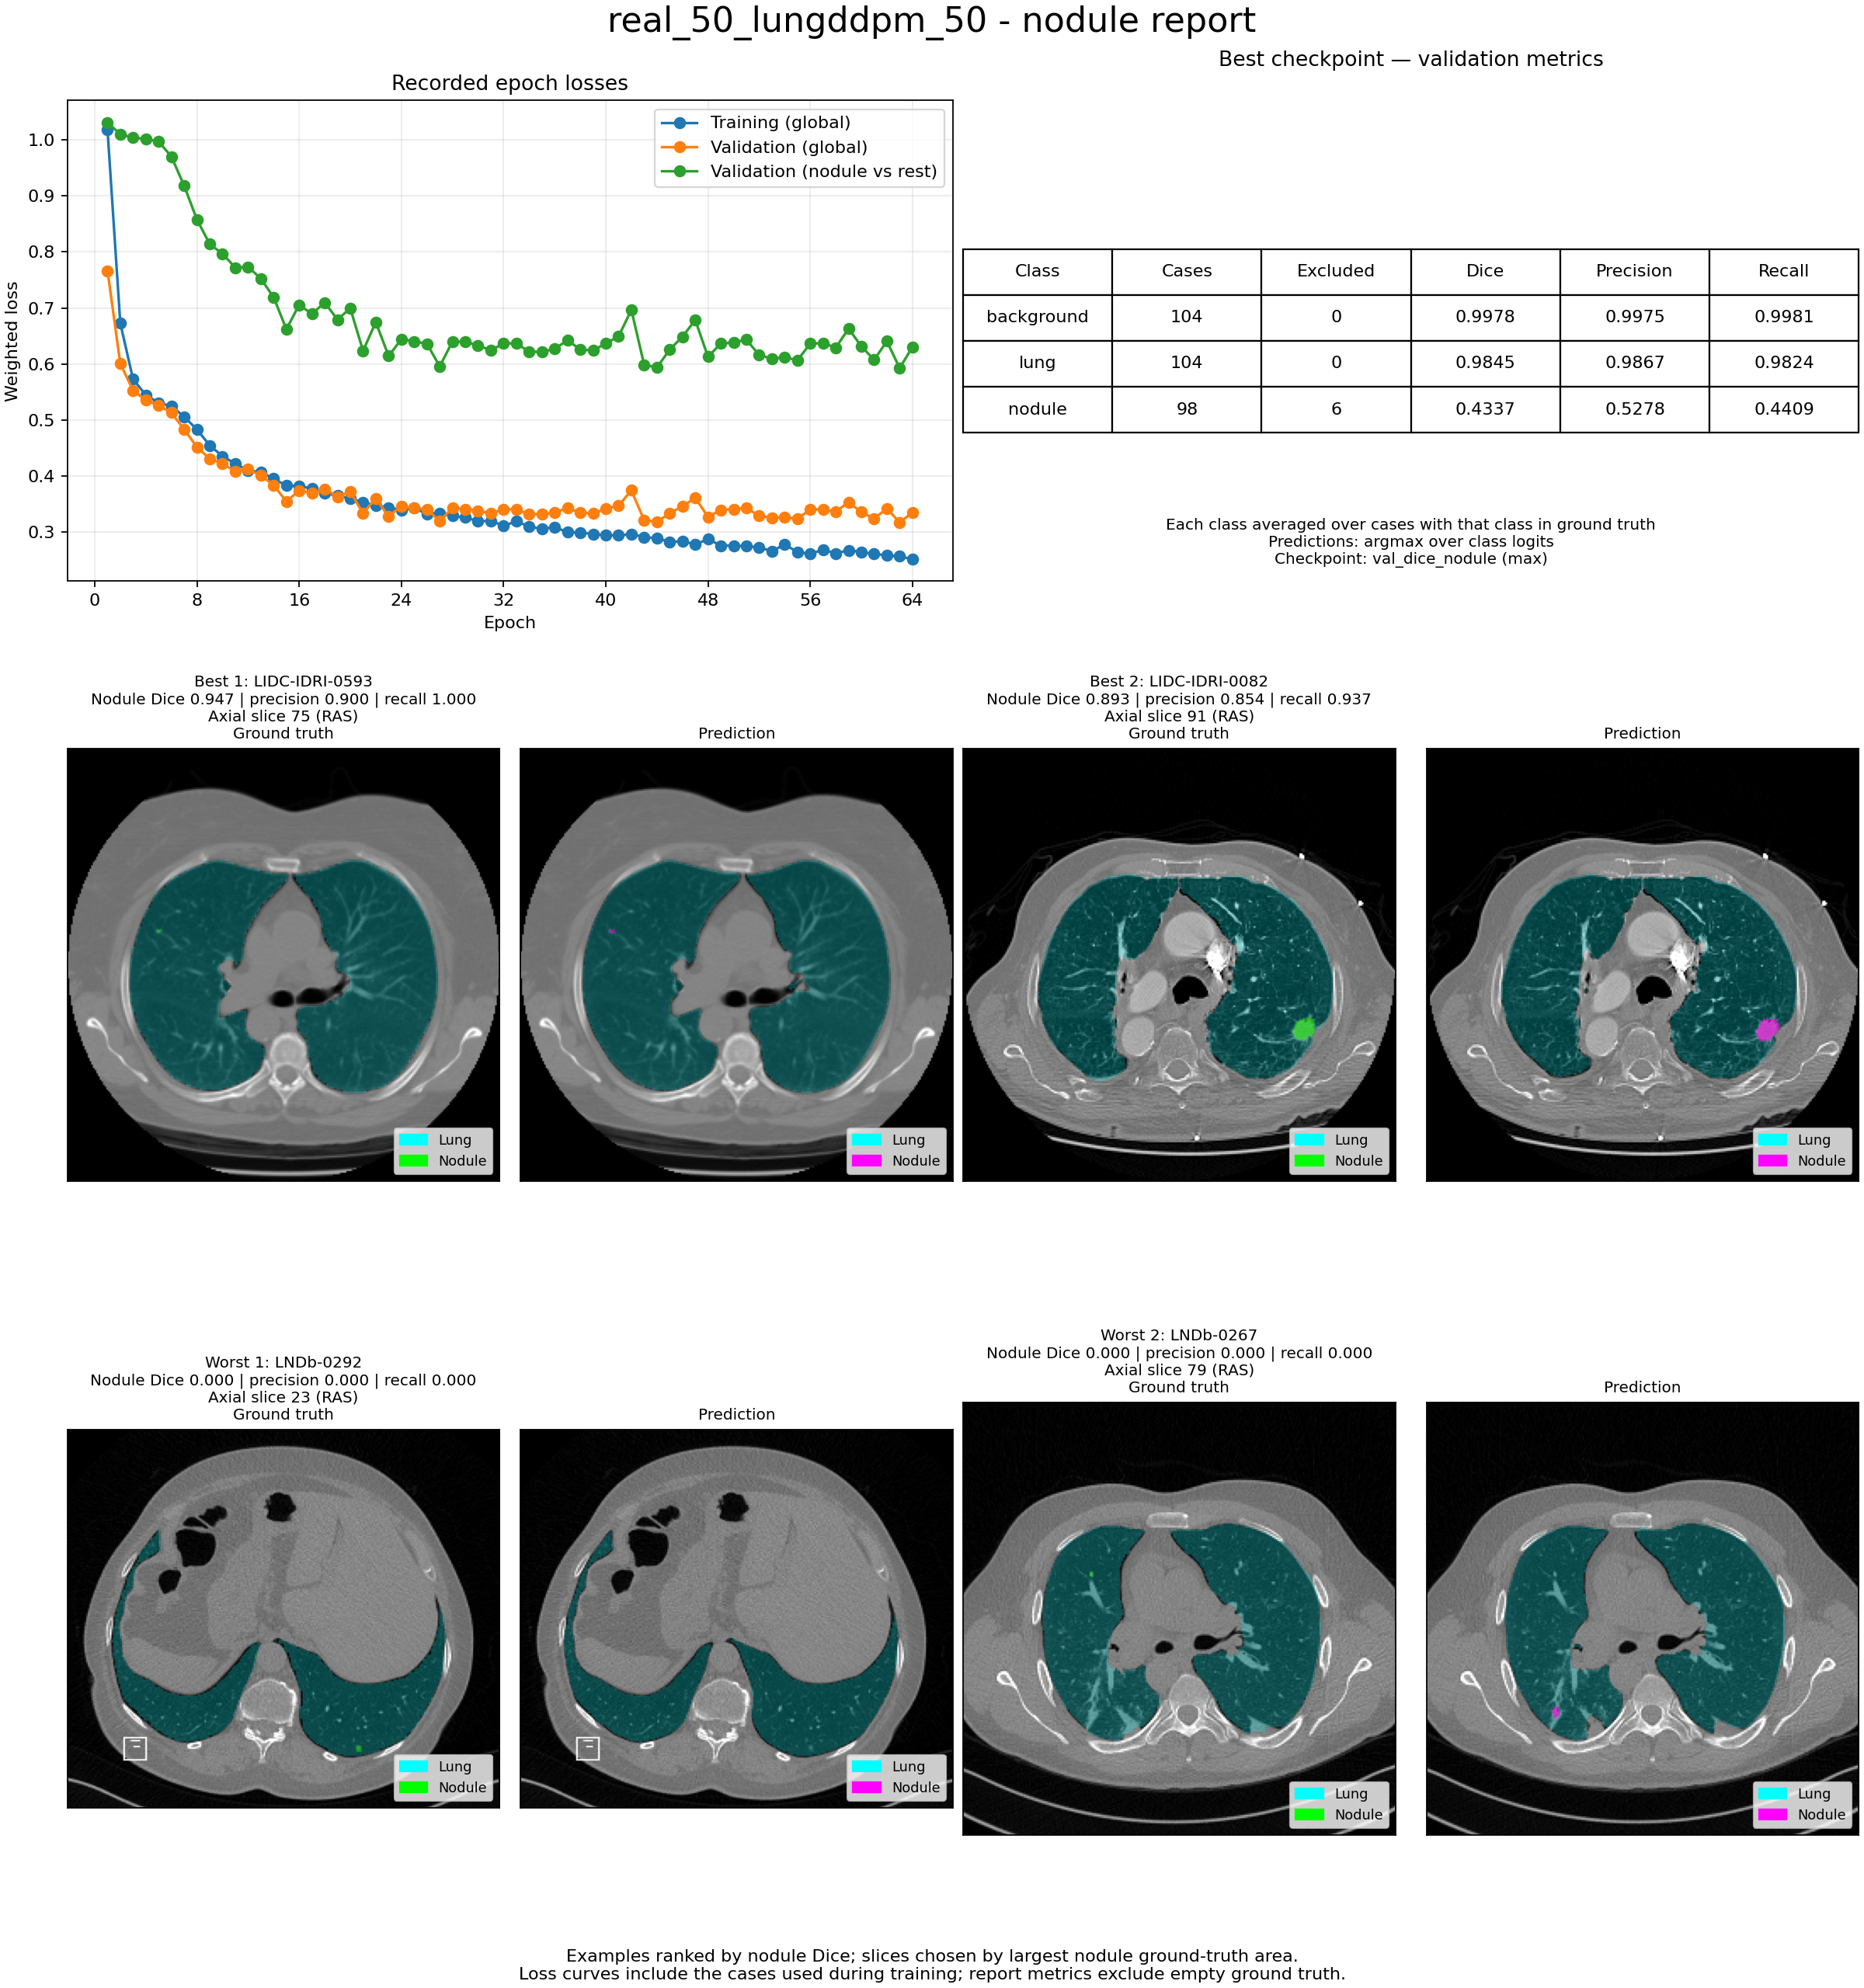 real_50_lungddpm_50 - nodule report
Recorded epoch losses
Weighted loss
1.0
0.9
0.8
0.7
0.6
0.5
0.4
0.3
Training (global)
Validation (global)
Validation (nodule vs rest)
0 8 16 24 32 40 48 56 64
Epoch
Best checkpoint — validation metrics
Class Cases Excluded Dice Precision Recall
background 104 0 0.9978 0.9975 0.9981
lung 104 0 0.9845 0.9867 0.9824
nodule 98 6 0.4337 0.5278 0.4409
Each class averaged over cases with that class in ground truth
Predictions: argmax over class logits
Checkpoint: val_dice_nodule (max)
Best 1: LIDC-IDRI-0593
Nodule Dice 0.947 | precision 0.900 | recall 1.000
Axial slice 75 (RAS)
Ground truth
Lung
Nodule
Prediction
Lung
Nodule
Best 2: LIDC-IDRI-0082
Nodule Dice 0.893 | precision 0.854 | recall 0.937
Axial slice 91 (RAS)
Ground truth
Lung
Nodule
Prediction
Lung
Nodule
Worst 1: LNDb-0292
Nodule Dice 0.000 | precision 0.000 | recall 0.000
Axial slice 23 (RAS)
Ground truth
Lung
Nodule
Prediction
Lung
Nodule
Worst 2: LNDb-0267
Nodule Dice 0.000 | precision 0.000 | recall 0.000
Axial slice 79 (RAS)
Ground truth
Lung
Nodule
Prediction
Lung
Nodule
Examples ranked by nodule Dice; slices chosen by largest nodule ground-truth area.
Loss curves include the cases used during training; report metrics exclude empty ground truth.